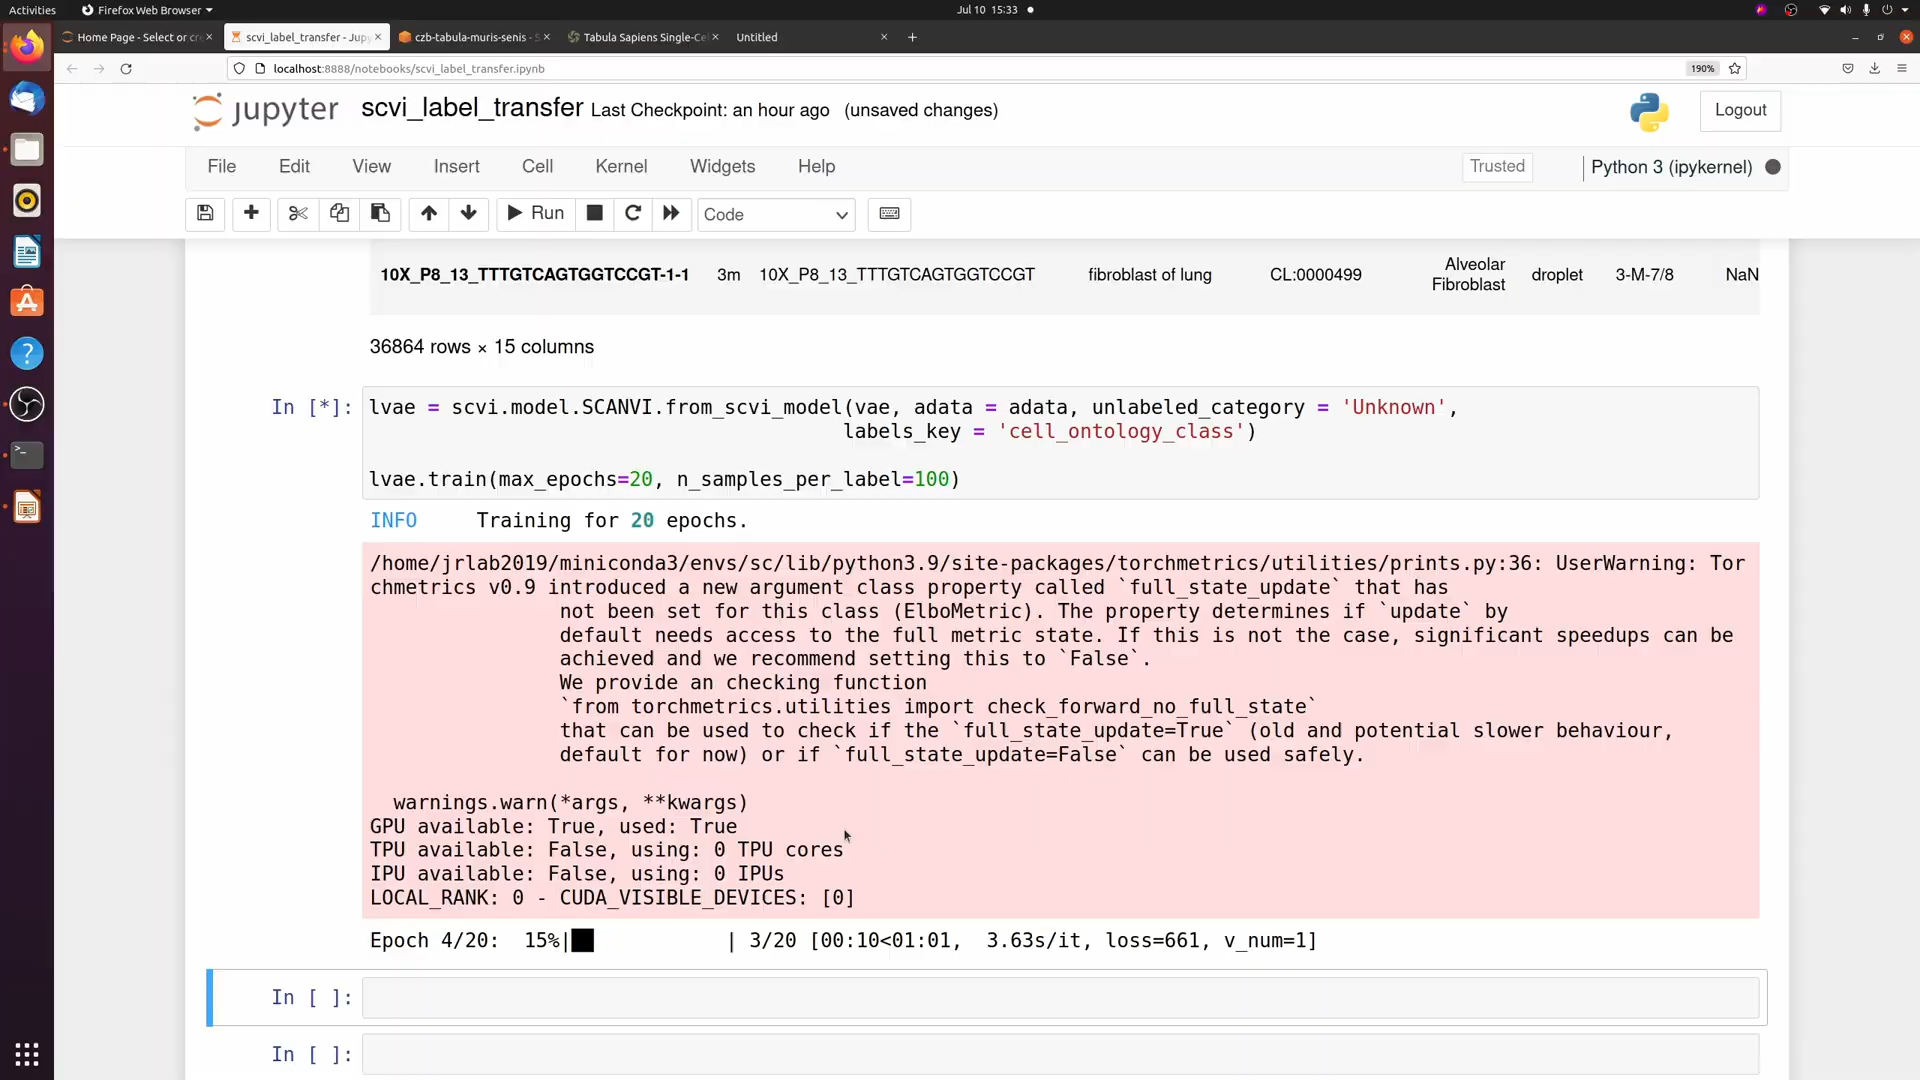 Activities
Firefox Web Browser
Jul 10 15:33
Home Page - Select or cr
scvi_label_transfer - Jupy
czb-tabula-muris-senis - S
Tabula Sapiens Single-Ce
Untitled
localhost:8888/notebooks/scvi_label_transfer.ipynb
190%
jupyter
scvi_label_transfer Last Checkpoint: an hour ago (unsaved changes)
Logout
File Edit View Insert Cell Kernel Widgets Help
Trusted
Python 3 (ipykernel)
Run
Code
10X_P8_13_TTTGTCAGTGGTCCGT-1-1 3m 10X_P8_13_TTTGTCAGTGGTCCGT fibroblast of lung CL:0000499 Alveolar Fibroblast droplet 3-M-7/8 NaN
36864 rows × 15 columns
In [*]:
lvae = scvi.model.SCANVI.from_scvi_model(vae, adata = adata, unlabeled_category = 'Unknown',
labels_key = 'cell_ontology_class')
lvae.train(max_epochs=20, n_samples_per_label=100)
INFO Training for 20 epochs.
/home/jrlab2019/miniconda3/envs/sc/lib/python3.9/site-packages/torchmetrics/utilities/prints.py:36: UserWarning: Tor
chmetrics v0.9 introduced a new argument class property called `full_state_update` that has
not been set for this class (ElboMetric). The property determines if `update` by
default needs access to the full metric state. If this is not the case, significant speedups can be
achieved and we recommend setting this to `False`.
We provide an checking function
`from torchmetrics.utilities import check_forward_no_full_state`
that can be used to check if the `full_state_update=True` (old and potential slower behaviour,
default for now) or if `full_state_update=False` can be used safely.
warnings.warn(*args, **kwargs)
GPU available: True, used: True
TPU available: False, using: 0 TPU cores
IPU available: False, using: 0 IPUs
LOCAL_RANK: 0 - CUDA_VISIBLE_DEVICES: [0]
Epoch 4/20: 15%| | 3/20 [00:10<01:01, 3.63s/it, loss=661, v_num=1]
In [ ]:
In [ ]: